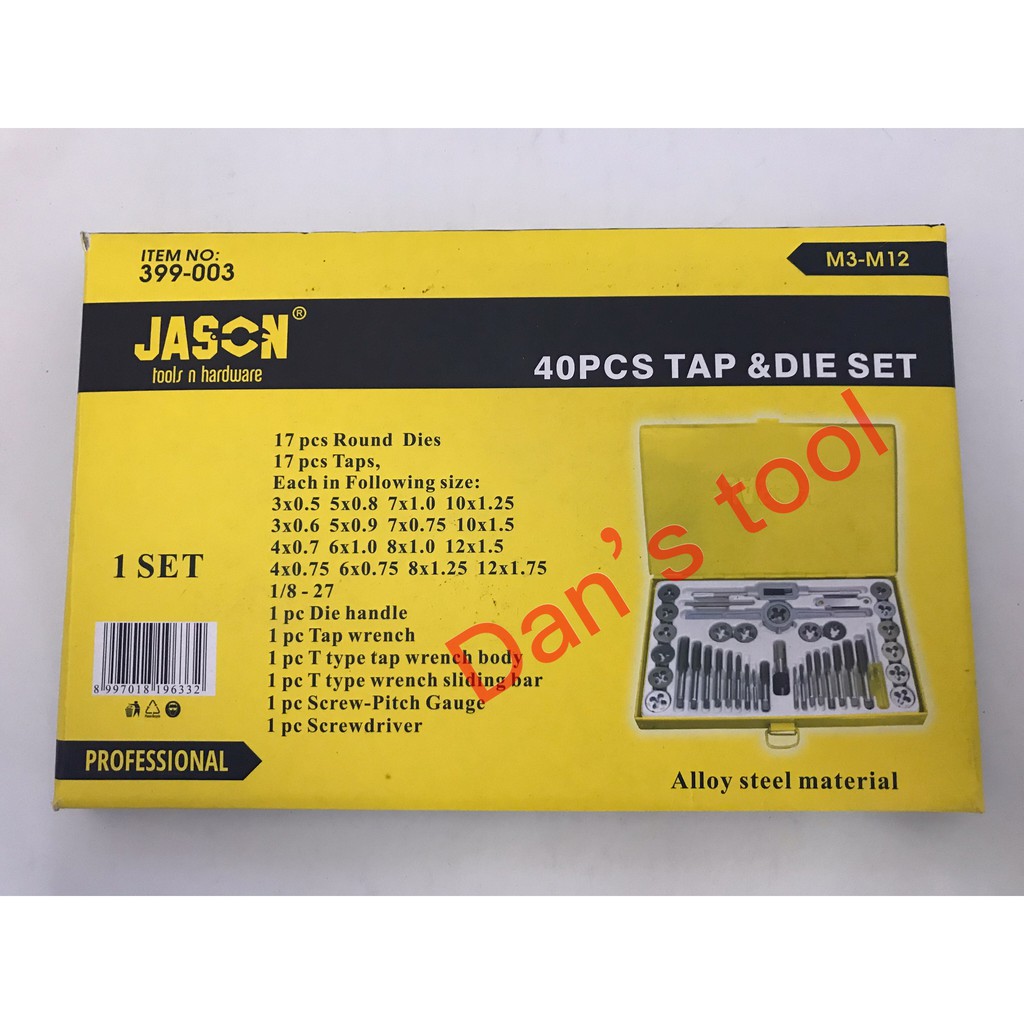 ITEM NO:
399-003
M3-M12
JASON®
tools n hardware
40PCS TAP &DIE SET
17 pcs Round Dies
17 pcs Taps,
Each in Following size:
3x0.5 5x0.8 7x1.0 10x1.25
3x0.6 5x0.9 7x0.75 10x1.5
4x0.7 6x1.0 8x1.0 12x1.5
4x0.75 6x0.75 8x1.25 12x1.75
1/8 - 27
1 pc Die handle
1 pc Tap wrench
1 pc T type tap wrench body
1 pc T type wrench sliding bar
1 pc Screw-Pitch Gauge
1 pc Screwdriver
1 SET
8 997018 196332
PROFESSIONAL
Alloy steel material
Dan's tool